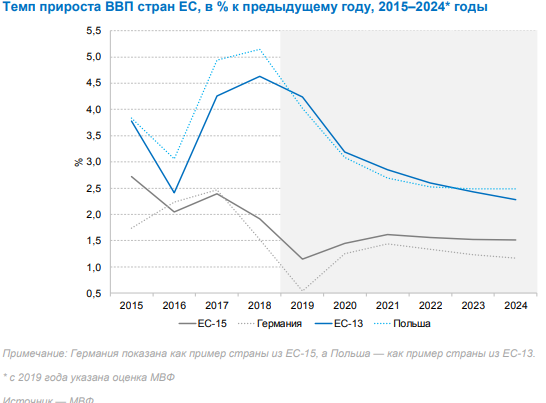 Темп прироста ВВП стран ЕС, в % к предыдущему году, 2015–2024* годы
5,5
5,0
4,5
4,0
3,5
3,0
2,5
2,0
1,5
1,0
0,5
%
2015 2016 2017 2018 2019 2020 2021 2022 2023 2024
ЕС-15 Германия ЕС-13 Польша
Примечание: Германия показана как пример страны из ЕС-15, а Польша — как пример страны из ЕС-13.
* с 2019 года указана оценка МВФ
Источник — МВФ